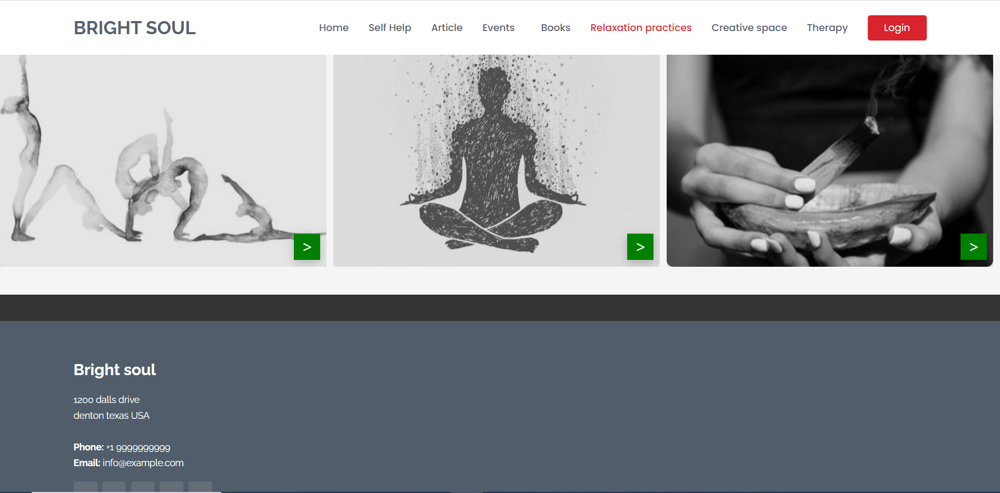 BRIGHT SOUL
Home Self Help Article Events Books Relaxation practices Creative space Therapy Login
> > >
Bright soul
1200 dalls drive
denton texas USA
Phone: +1 9999999999
Email: info@example.com